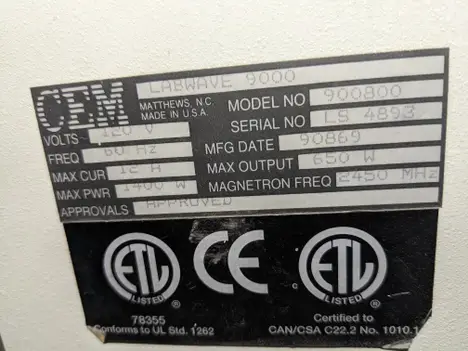 CEM
LABWAVE 9000
MATTHEWS, N.C.
MADE IN U.S.A.
MODEL NO 900800
SERIAL NO LS 4893
VOLTS 120 V
MFG DATE 90869
FREQ 60 Hz
MAX OUTPUT 650 W
MAX CUR 12 A
MAGNETRON FREQ 2450 MHz
MAX PWR 1400 W
APPROVALS APPROVED
ETL CE ETL
LISTED® c LISTED®
78355
Conforms to UL Std. 1262
Certified to
CAN/CSA C22.2 No. 1010.1